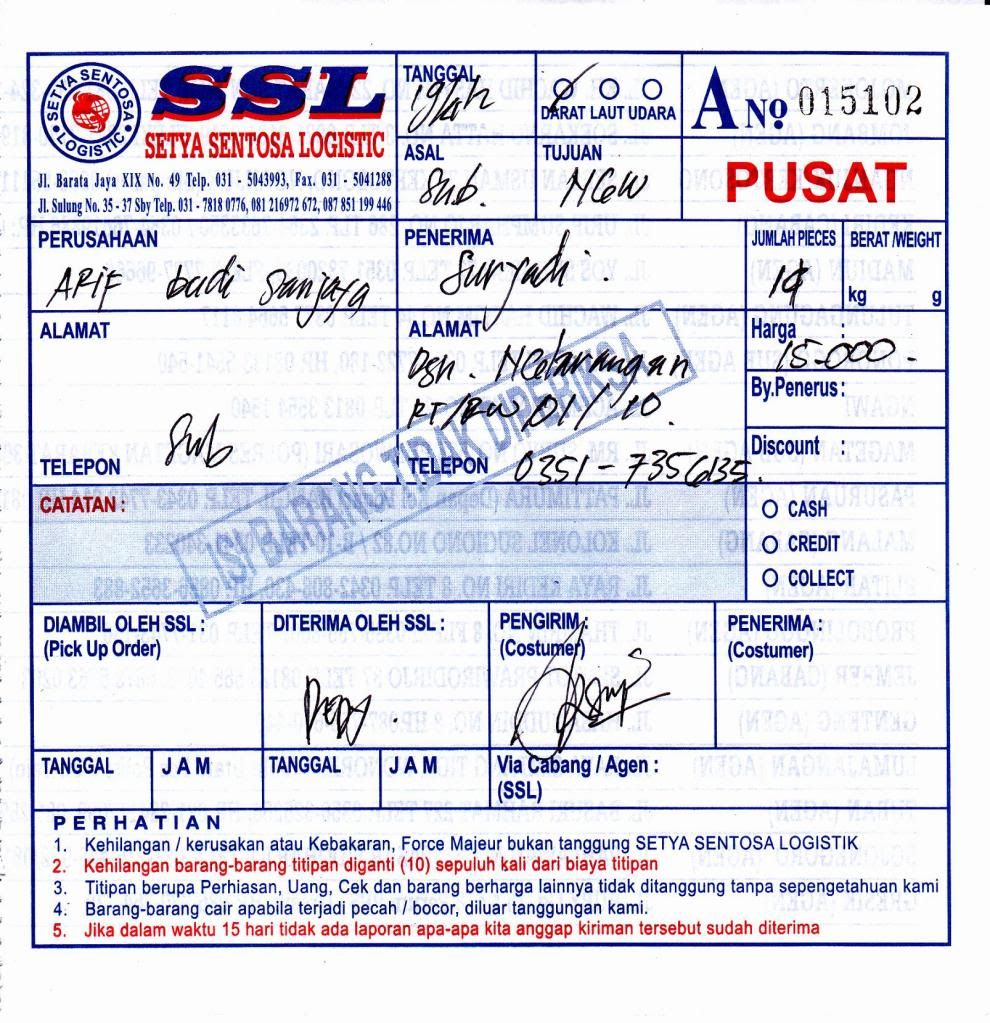 SETYA SENTOSA LOGISTIC
SSL
SETYA SENTOSA LOGISTIC
Jl. Barata Jaya XIX No. 49 Telp. 031 - 5043993, Fax. 031 - 5041288
Jl. Sulung No. 35 - 37 Sby Telp. 031 - 7818 0776, 081 216972 672, 087 851 199 446
TANGGAL
DARAT LAUT UDARA
A No. 015102
ASAL
Sub.
TUJUAN
NGW
PUSAT
PERUSAHAAN
ARIF budi Sanjaya
PENERIMA
Suryadi.
JUMLAH PIECES
BERAT /WEIGHT
kg g
ALAMAT
Sub
TELEPON
ALAMAT
Dsn.
RT/RW 01/10.
TELEPON 0351-7356135.
Harga :
15.000
By.Penerus :
Discount :
CATATAN :
ISI BARANG TIDAK DIPERIKSA
CASH
CREDIT
COLLECT
DIAMBIL OLEH SSL :
(Pick Up Order)
DITERIMA OLEH SSL :
PENGIRIM :
(Costumer)
PENERIMA :
(Costumer)
TANGGAL
J A M
TANGGAL
J A M
Via Cabang / Agen :
(SSL)
PERHATIAN
1. Kehilangan / kerusakan atau Kebakaran, Force Majeur bukan tanggung SETYA SENTOSA LOGISTIK
2. Kehilangan barang-barang titipan diganti (10) sepuluh kali dari biaya titipan
3. Titipan berupa Perhiasan, Uang, Cek dan barang berharga lainnya tidak ditanggung tanpa sepengetahuan kami
4. Barang-barang cair apabila terjadi pecah / bocor, diluar tanggungan kami.
5. Jika dalam waktu 15 hari tidak ada laporan apa-apa kita anggap kiriman tersebut sudah diterima